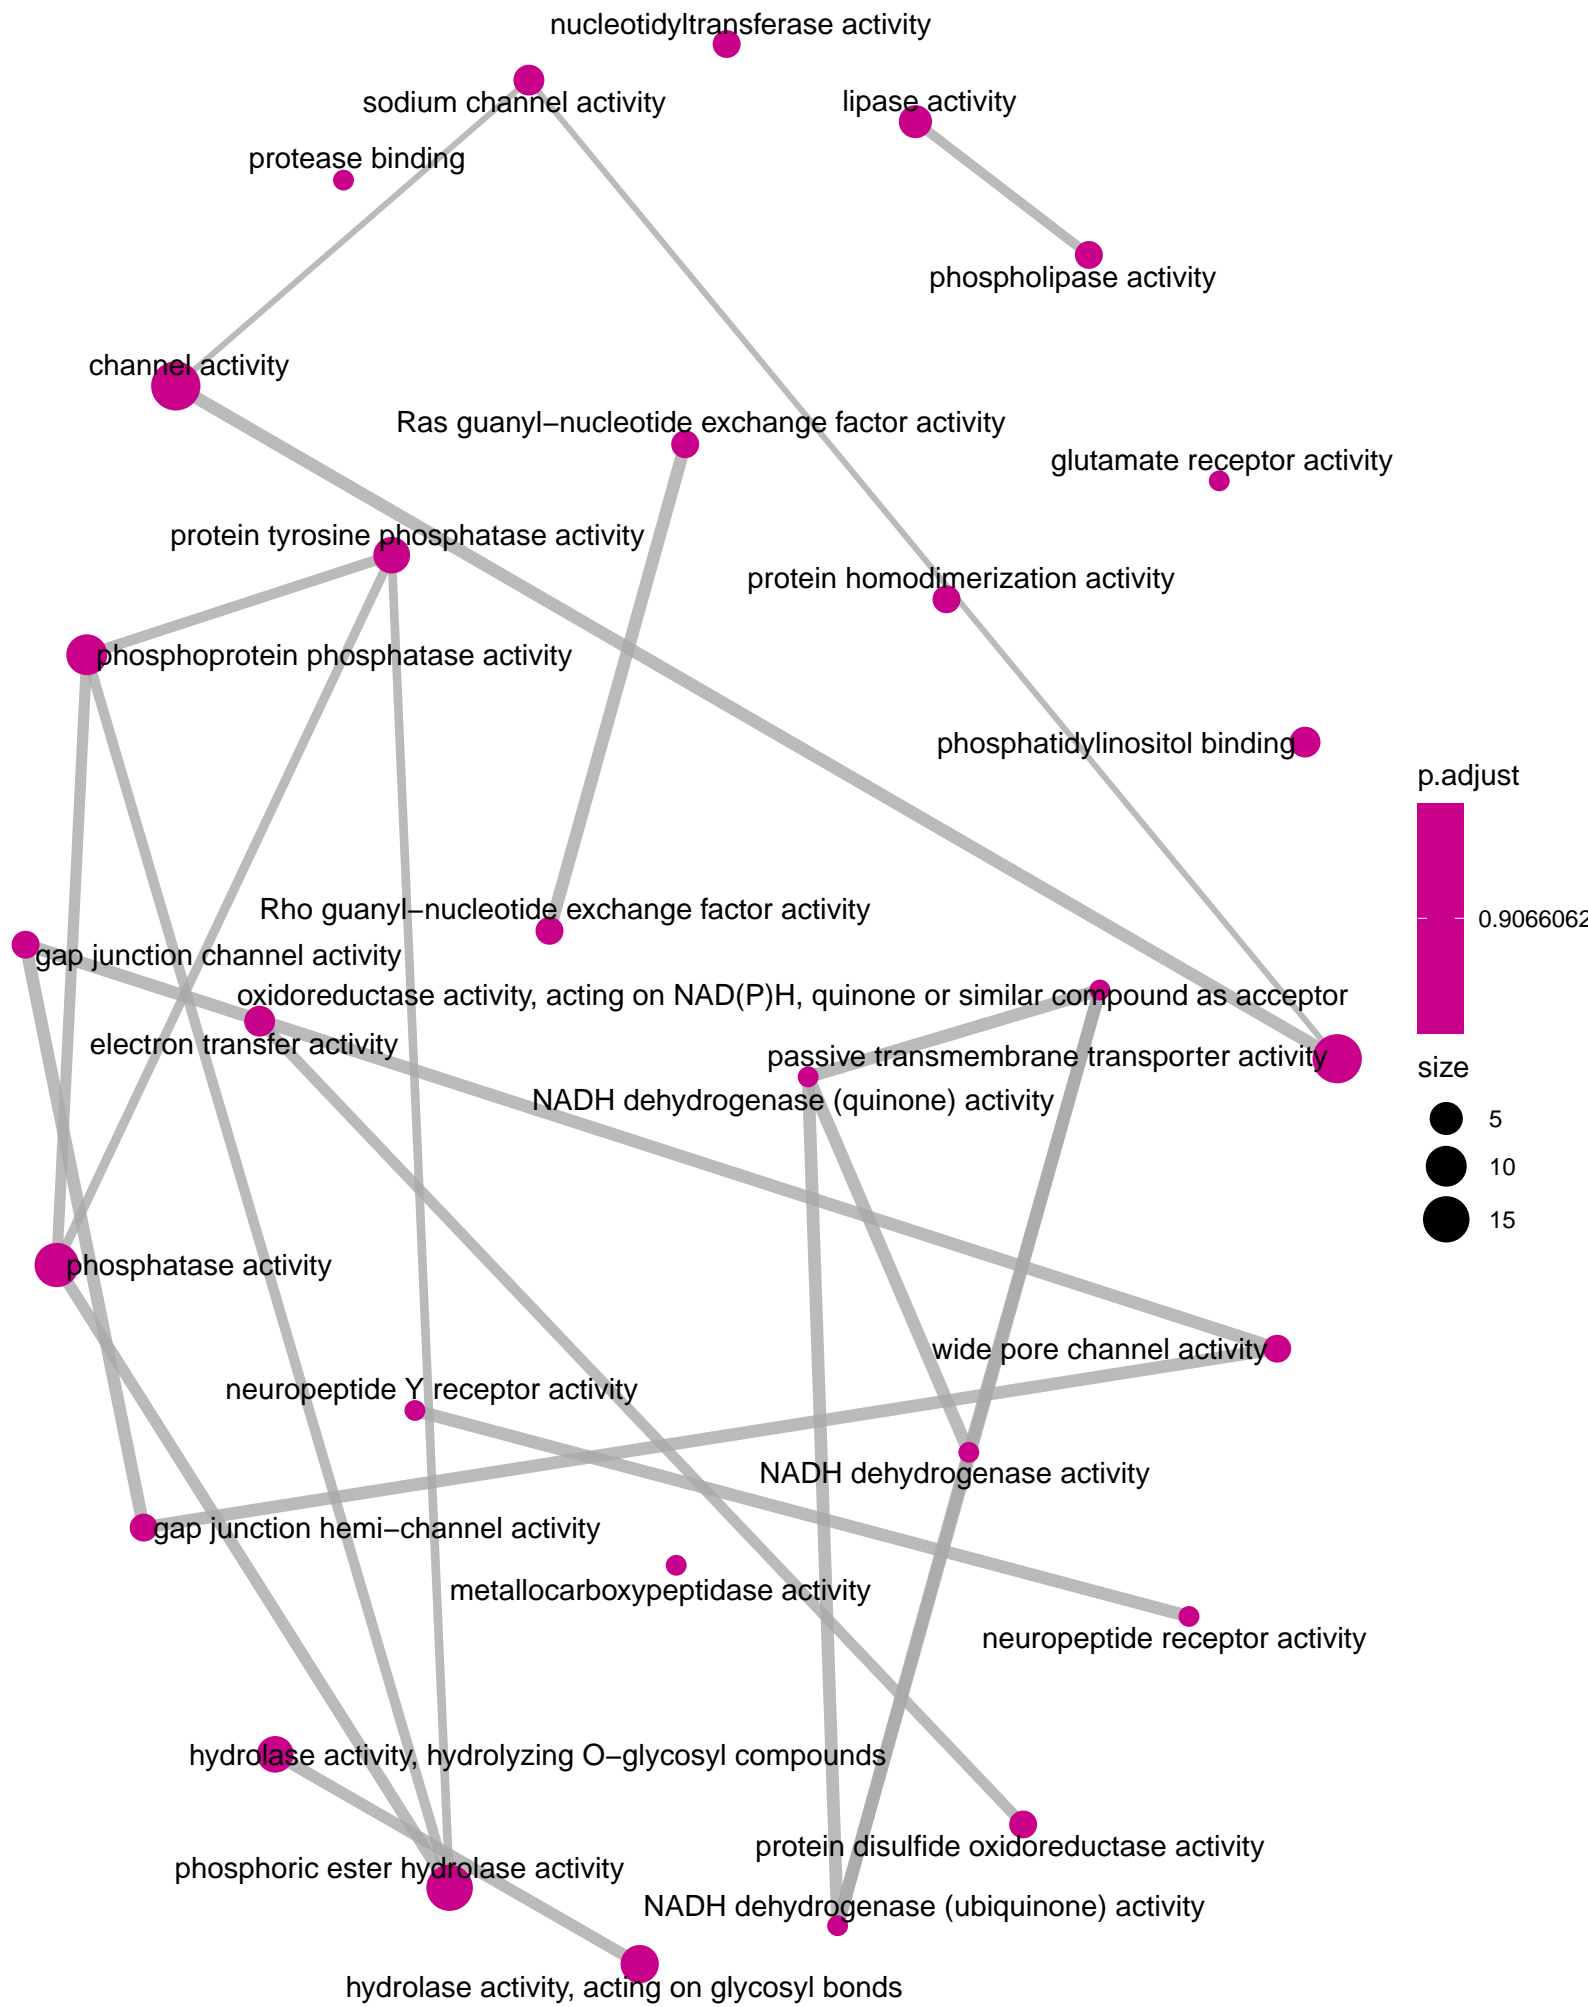 nucleotidyltransferase activity
sodium channel activity
lipase activity
protease binding
phospholipase activity
channel activity
Ras guanyl−nucleotide exchange factor activity
glutamate receptor activity
protein tyrosine phosphatase activity
protein homodimerization activity
phosphoprotein phosphatase activity
phosphatidylinositol binding
p.adjust
0.9066062
Rho guanyl−nucleotide exchange factor activity
gap junction channel activity
oxidoreductase activity, acting on NAD(P)H, quinone or similar compound as acceptor
electron transfer activity
passive transmembrane transporter activity
size
NADH dehydrogenase (quinone) activity
5
10
15
phosphatase activity
wide pore channel activity
neuropeptide Y receptor activity
NADH dehydrogenase activity
gap junction hemi−channel activity
metallocarboxypeptidase activity
neuropeptide receptor activity
hydrolase activity, hydrolyzing O−glycosyl compounds
protein disulfide oxidoreductase activity
phosphoric ester hydrolase activity
NADH dehydrogenase (ubiquinone) activity
hydrolase activity, acting on glycosyl bonds